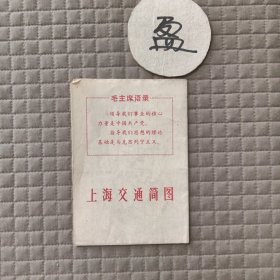 盈
毛主席语录
领导我们事业的核心
力量是中国共产党。
指导我们思想的理论
基础是马克思列宁主义。
上海交通简图